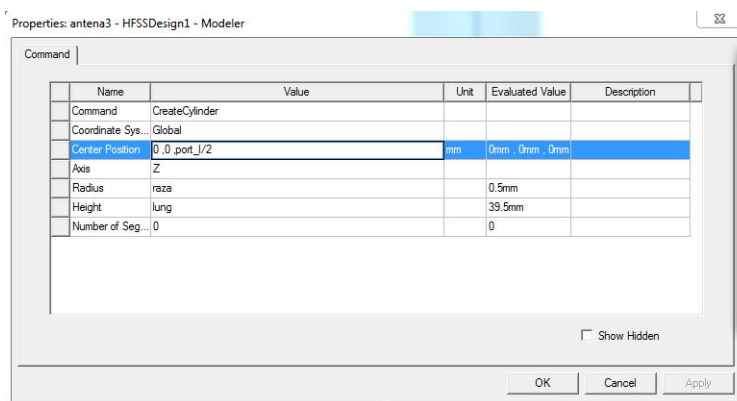 Properties: antena3 - HFSSDesign1 - Modeler
Command
Name Value Unit Evaluated Value Description
Command CreateCylinder
Coordinate Sys... Global
Center Position 0 ,0 ,port_l/2 mm 0mm , 0mm , 0mm
Axis Z
Radius raza 0.5mm
Height lung 39.5mm
Number of Seg... 0 0
Show Hidden
OK Cancel Apply